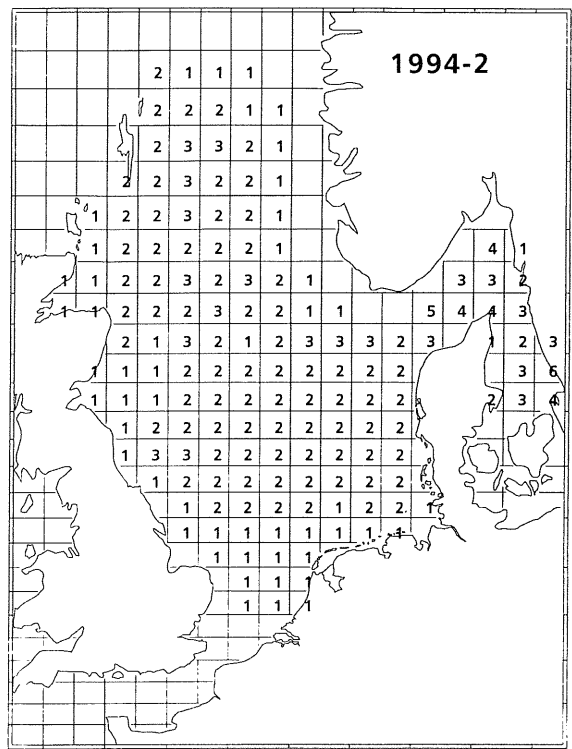 1994-2
2 1 1 1
2 2 2 1 1
2 3 3 2 1
2 2 3 2 2 1
1 2 2 3 2 2 1
1 2 2 2 2 2 1 4 1
1 1 2 2 3 2 3 2 1 3 3 2
1 1 2 2 2 3 2 2 1 1 5 4 4 3
2 1 3 2 1 2 3 3 3 2 3 1 2 3
1 1 1 2 2 2 2 2 2 2 2 3 6
1 1 1 2 2 2 2 2 2 2 2 2 3 4
1 2 2 2 2 2 2 2 2 2
1 3 3 2 2 2 2 2 2 2
1 2 2 2 2 2 2 2 2
1 2 2 2 2 1 2 2 1
1 1 1 1 1 1 1 1
1 1 1 1
1 1 1
1 1 1